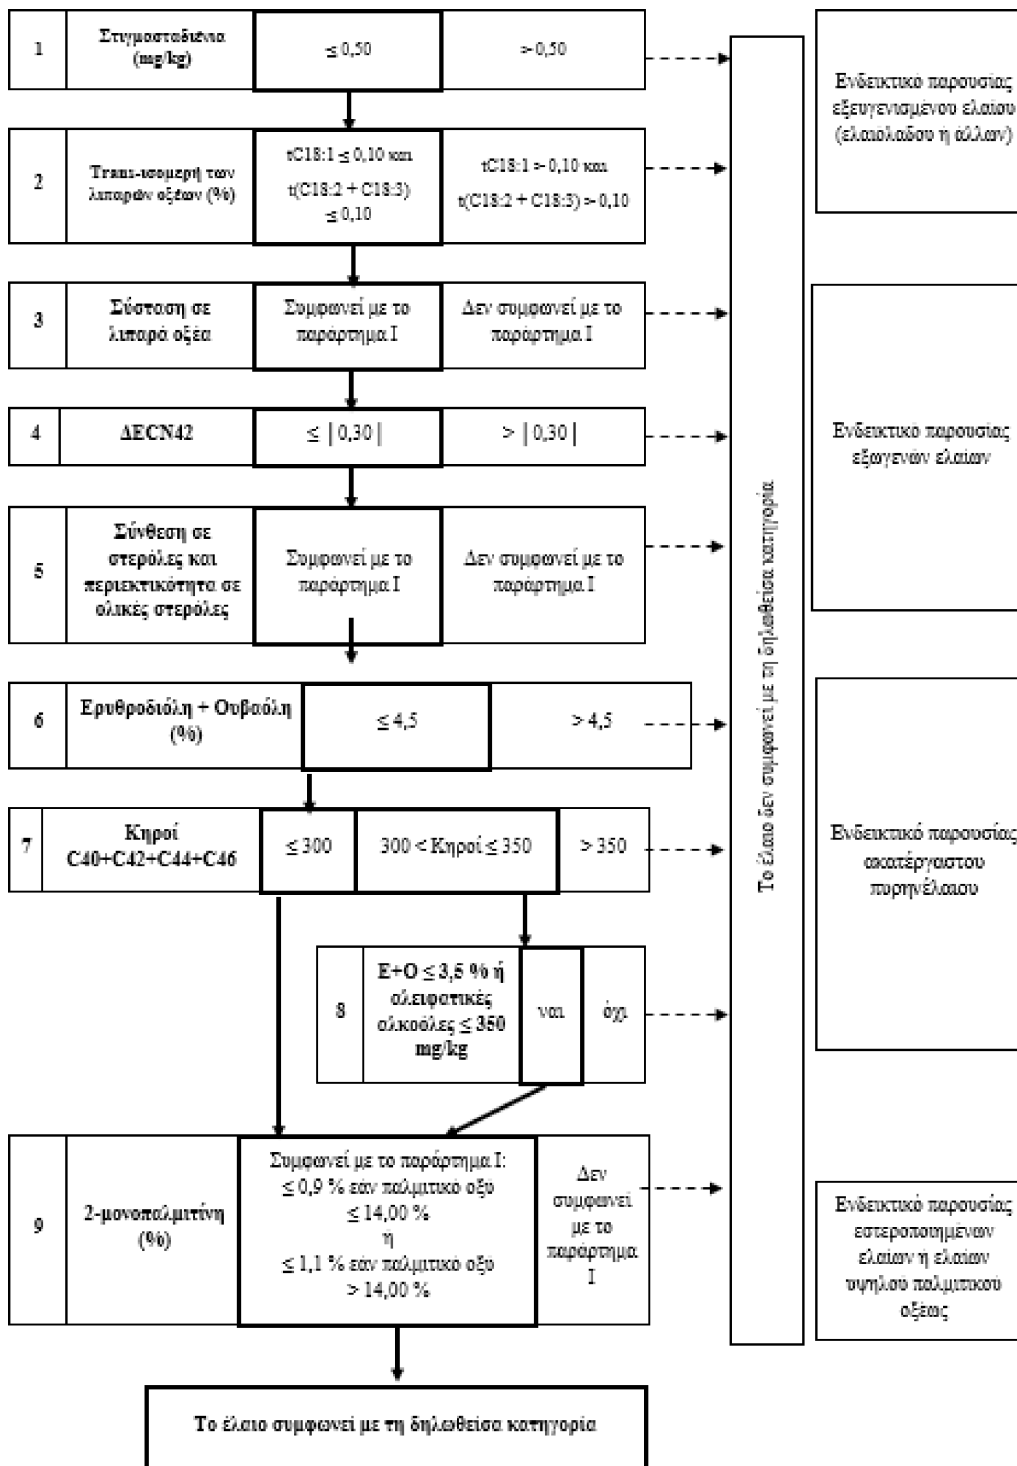 1
Στιγμασταδιένια
(mg/kg)
≤ 0,50
> 0,50
2
Trans-ισομερή των
λιπαρών οξέων (%)
tC18:1 ≤ 0,10 και
t(C18:2 + C18:3)
≤ 0,10
tC18:1 > 0,10 και
t(C18:2 + C18:3) > 0,10
Ενδεικτικό παρουσίας
εξευγενισμένου ελαίου
(ελαιολάδου ή άλλων)
3
Σύσταση σε
λιπαρά οξέα
Συμφωνεί με το
παράρτημα I
Δεν συμφωνεί με το
παράρτημα I
4
ΔECN42
≤ | 0,30 |
> | 0,30 |
5
Σύνθεση σε
στερόλες και
περιεκτικότητα σε
ολικές στερόλες
Συμφωνεί με το
παράρτημα I
Δεν συμφωνεί με το
παράρτημα I
Ενδεικτικό παρουσίας
εξωγενών ελαίων
6
Ερυθροδιόλη + Ουβαόλη
(%)
≤ 4,5
> 4,5
7
Κηροί
C40+C42+C44+C46
≤ 300
300 < Κηροί ≤ 350
> 350
8
E+O ≤ 3,5 % ή
αλειφατικές
αλκοόλες ≤ 350
mg/kg
ναι
όχι
Ενδεικτικό παρουσίας
ακατέργαστου
πυρηνέλαιου
9
2-μονοπαλμιτίνη
(%)
Συμφωνεί με το παράρτημα I:
≤ 0,9 % εάν παλμιτικό οξύ
≤ 14,00 %
ή
≤ 1,1 % εάν παλμιτικό οξύ
> 14,00 %
Δεν
συμφωνεί
με το
παράρτημα
I
Ενδεικτικό παρουσίας
εστεροποιημένων
ελαίων ή ελαίων
υψηλού παλμιτικού
οξέως
Το έλαιο δεν συμφωνεί με τη δηλωθείσα κατηγορία
Το έλαιο συμφωνεί με τη δηλωθείσα κατηγορία